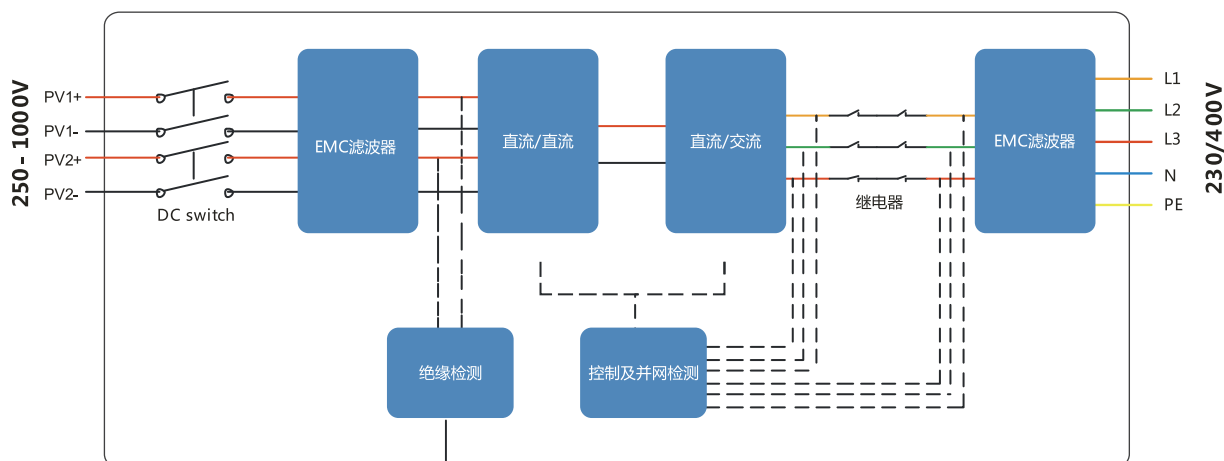 250-1000V
PV1+
PV1-
PV2+
PV2-
DC switch
EMC滤波器
直流/直流
直流/交流
继电器
EMC滤波器
L1
L2
L3
N
PE
230/400V
绝缘检测
控制及并网检测